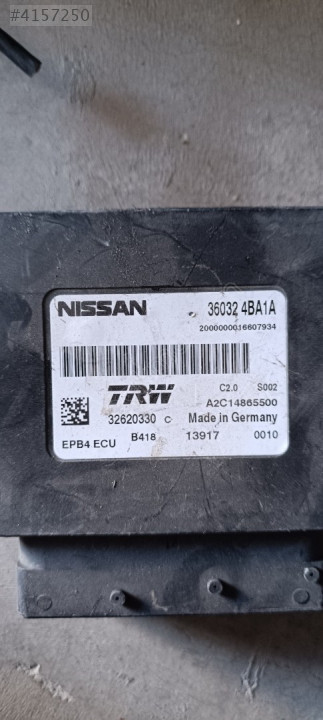 #4157250
NISSAN 36032 4BA1A
2000000016607934
TRW C2.0 S002
A2C14865500
32620330 C Made in Germany
EPB4 ECU B418 13917 0010